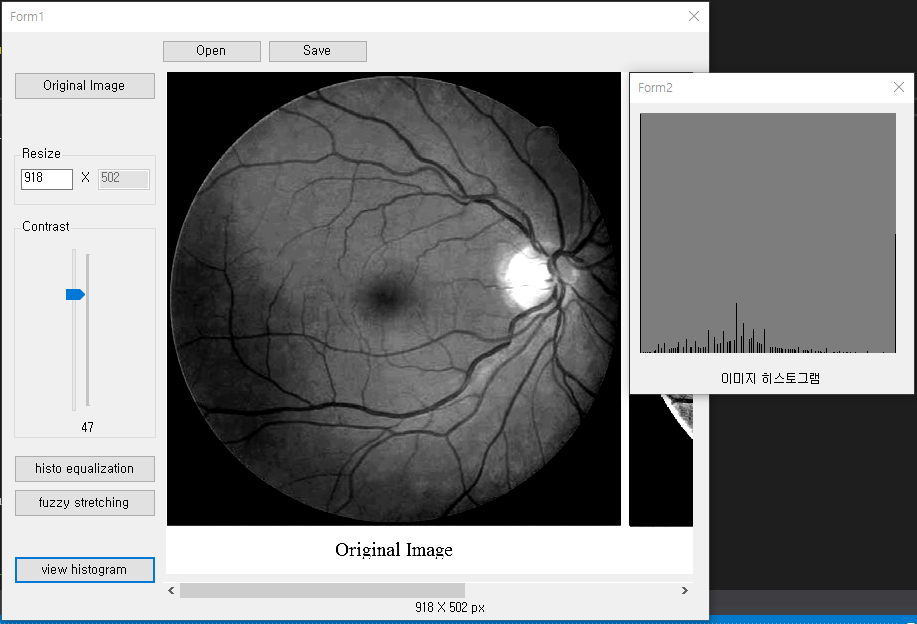 Form1
Open
Save
Original Image
Resize
918 X 502
Contrast
47
histo equalization
fuzzy stretching
view histogram
Original Image
918 X 502 px
Form2
이미지 히스토그램